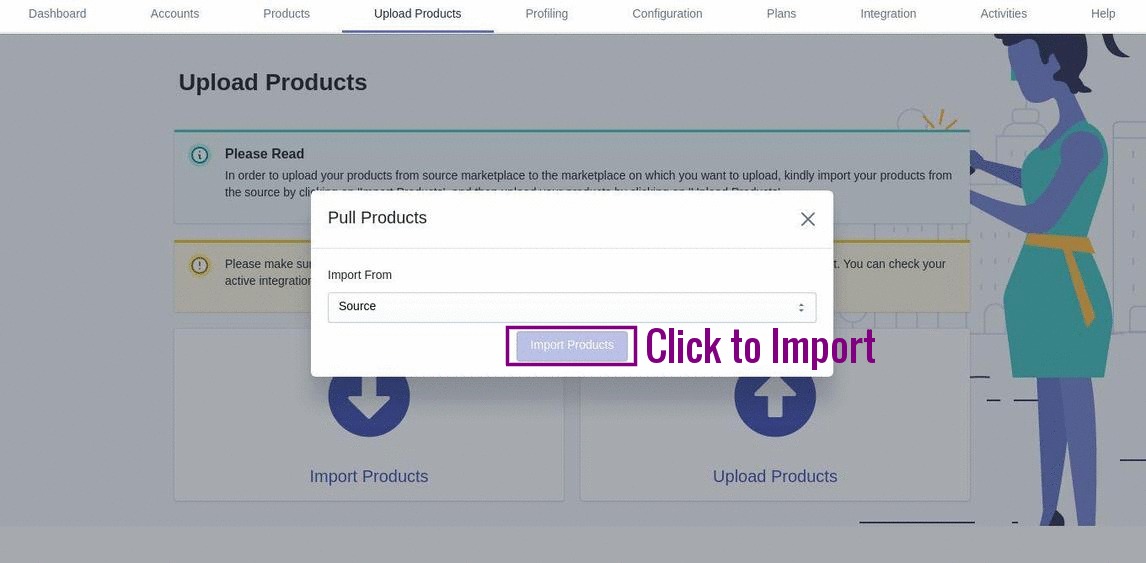 Dashboard Accounts Products Upload Products Profiling Configuration Plans Integration Activities Help
Upload Products
Please Read
In order to upload your products from source marketplace to the marketplace on which you want to upload, kindly import your products from
the source by clicking on 'Import Products', and then upload your products by clicking on 'Upload Products'.
Pull Products
Please make sur
t. You can check your
active integration
Import From
Source
Import Products
Click to Import
Import Products
Upload Products